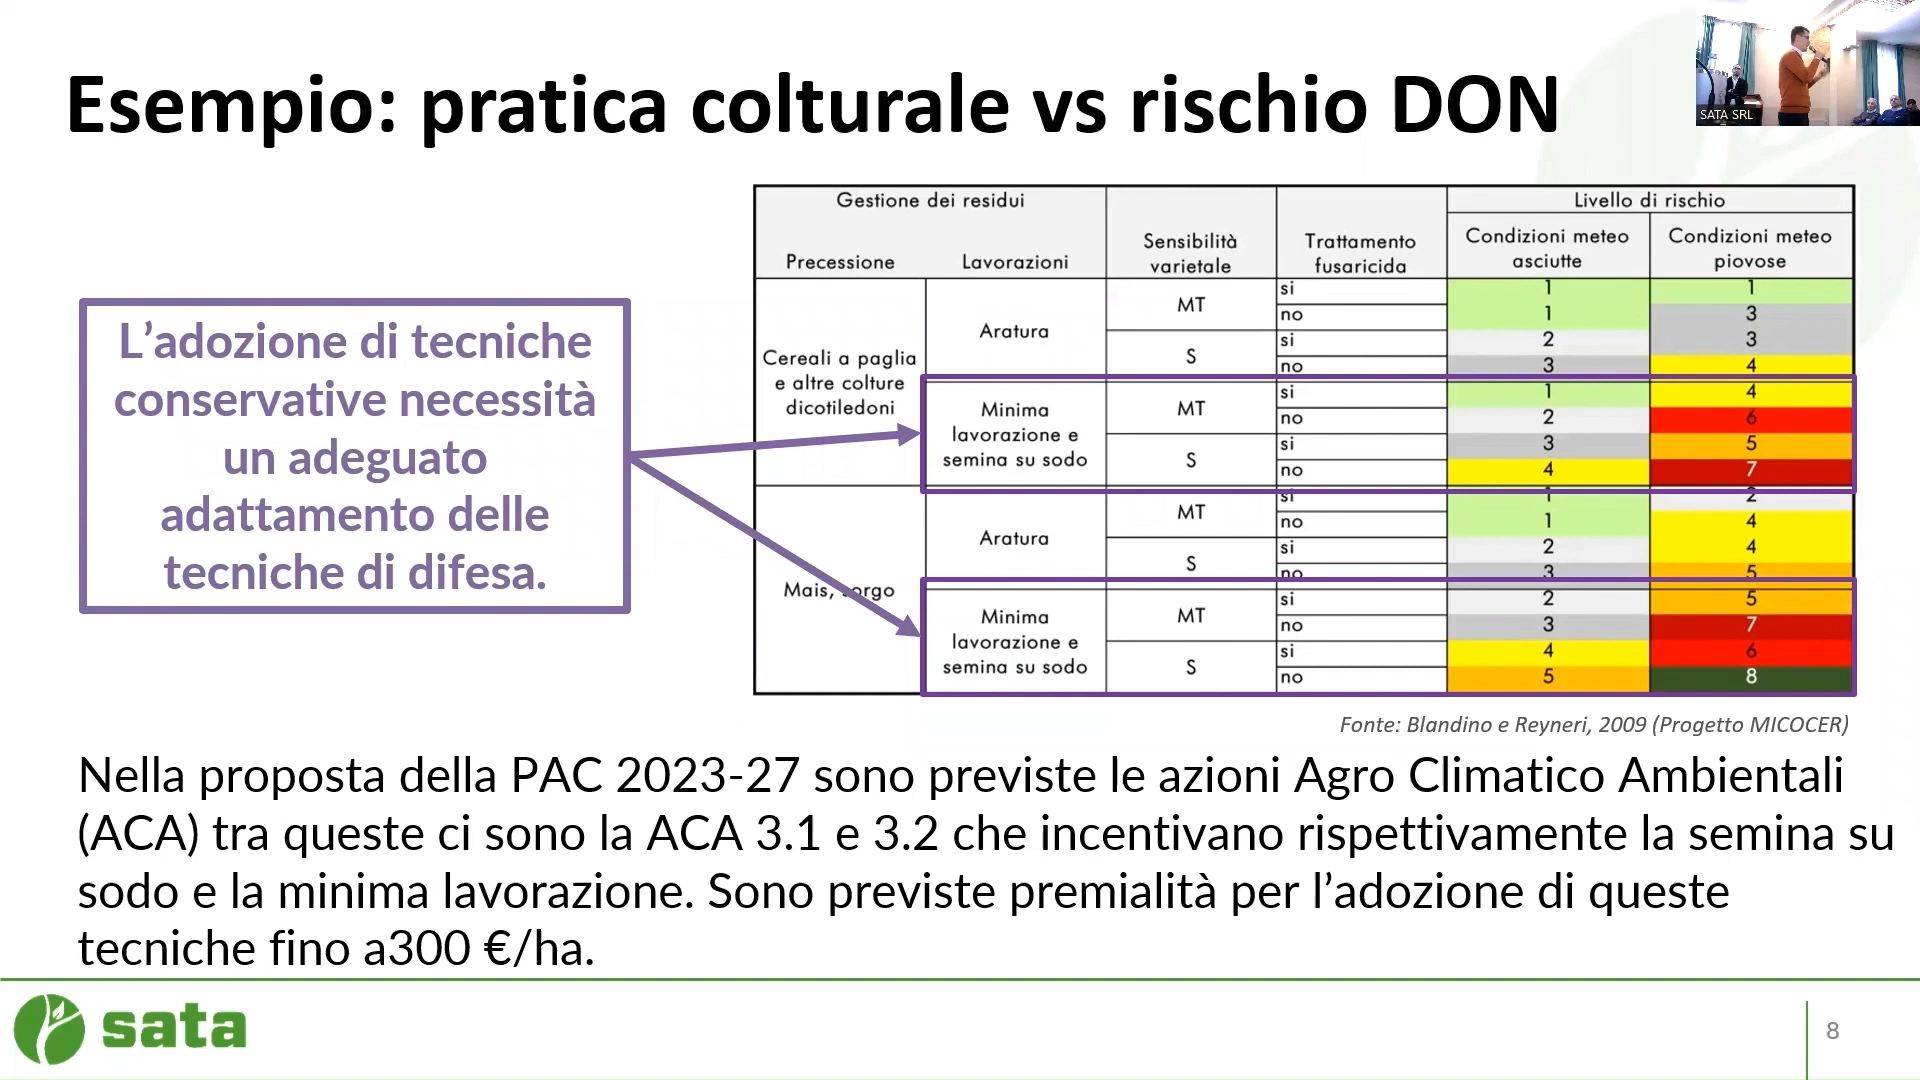 Esempio: pratica colturale vs rischio DON
SATA SRL
L’adozione di tecniche
conservative necessità
un adeguato
adattamento delle
tecniche di difesa.
Gestione dei residui
Livello di rischio
Precessione
Lavorazioni
Sensibilità
varietale
Trattamento
fusaricida
Condizioni meteo
asciutte
Condizioni meteo
piovose
Cereali a paglia
e altre colture
dicotiledoni
Aratura
MT
si 1 1
no 1 3
S
si 2 3
no 3 4
Minima
lavorazione e
semina su sodo
MT
si 1 4
no 2 6
S
si 3 5
no 4 7
Mais, sorgo
Aratura
MT
si 1 2
no 1 4
S
si 2 4
no 3 5
Minima
lavorazione e
semina su sodo
MT
si 2 5
no 3 7
S
si 4 6
no 5 8
Fonte: Blandino e Reyneri, 2009 (Progetto MICOCER)
Nella proposta della PAC 2023-27 sono previste le azioni Agro Climatico Ambientali
(ACA) tra queste ci sono la ACA 3.1 e 3.2 che incentivano rispettivamente la semina su
sodo e la minima lavorazione. Sono previste premialità per l’adozione di queste
tecniche fino a300 €/ha.
sata
8